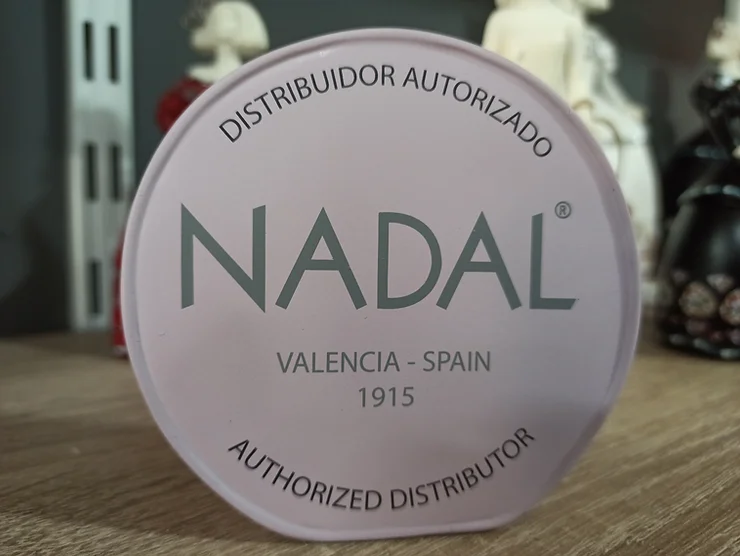 DISTRIBUIDOR AUTORIZADO
NADAL®
VALENCIA - SPAIN
1915
AUTHORIZED DISTRIBUTOR